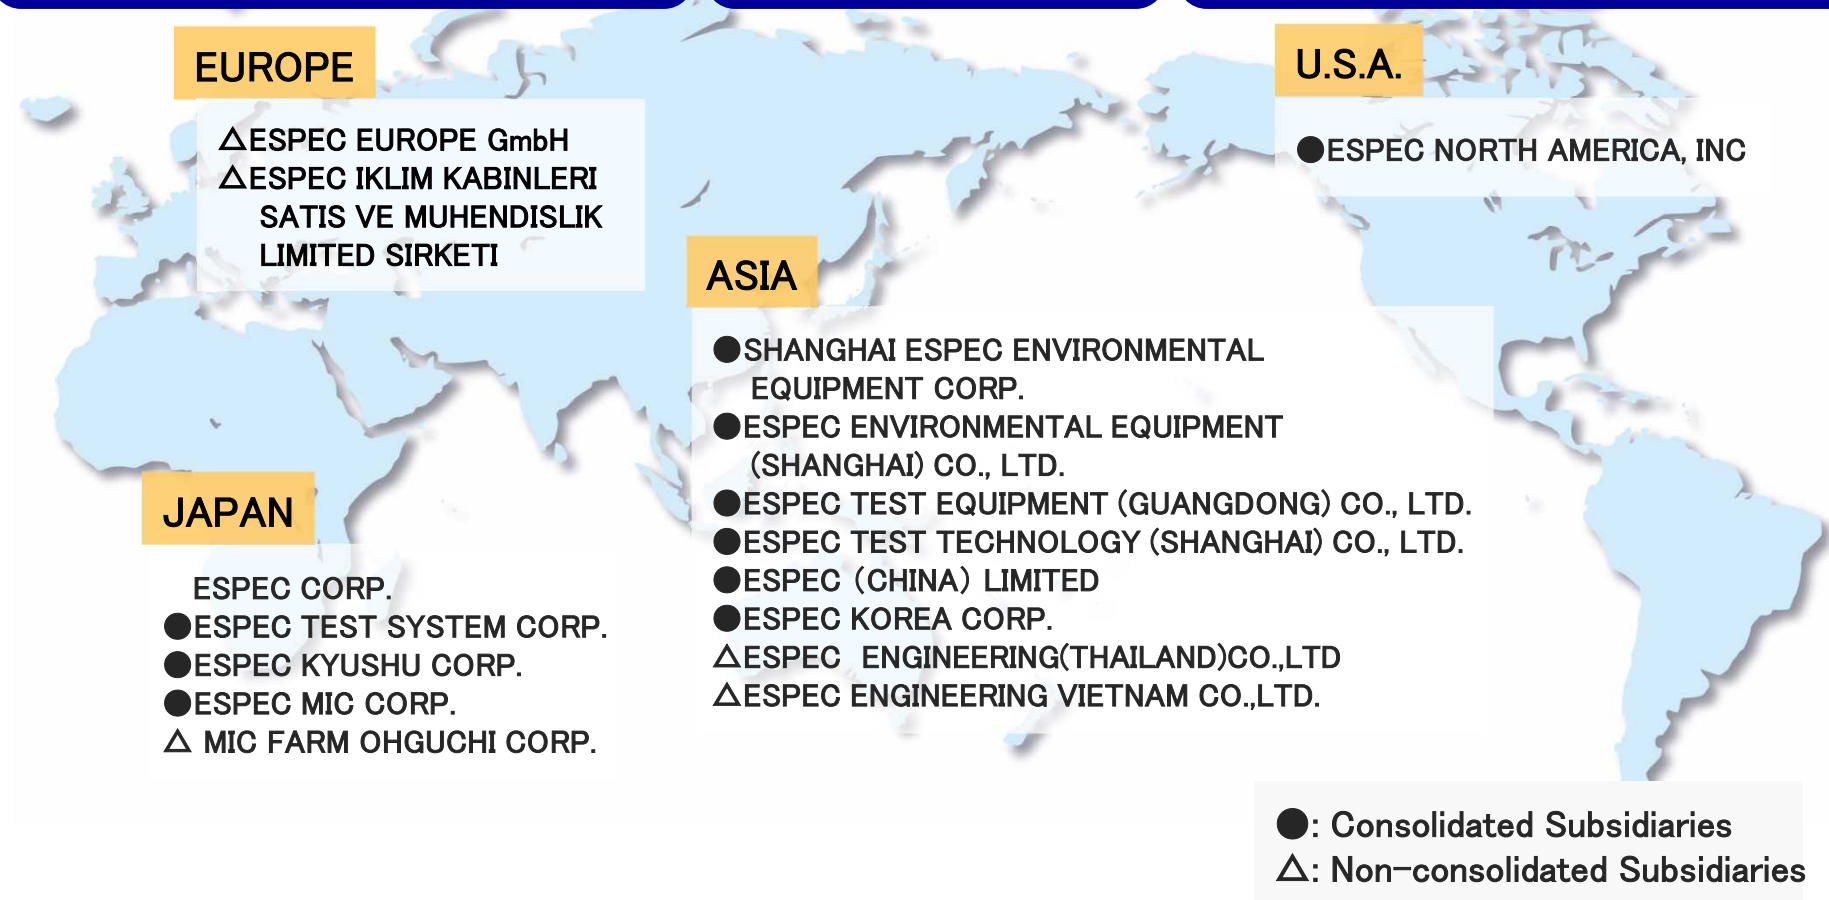 EUROPE
△ESPEC EUROPE GmbH
△ESPEC IKLIM KABINLERI
SATIS VE MUHENDISLIK
LIMITED SIRKETI
U.S.A.
●ESPEC NORTH AMERICA, INC
ASIA
●SHANGHAI ESPEC ENVIRONMENTAL
EQUIPMENT CORP.
●ESPEC ENVIRONMENTAL EQUIPMENT
(SHANGHAI) CO., LTD.
●ESPEC TEST EQUIPMENT (GUANGDONG) CO., LTD.
●ESPEC TEST TECHNOLOGY (SHANGHAI) CO., LTD.
●ESPEC (CHINA) LIMITED
●ESPEC KOREA CORP.
△ESPEC ENGINEERING(THAILAND)CO.,LTD
△ESPEC ENGINEERING VIETNAM CO.,LTD.
JAPAN
ESPEC CORP.
●ESPEC TEST SYSTEM CORP.
●ESPEC KYUSHU CORP.
●ESPEC MIC CORP.
△ MIC FARM OHGUCHI CORP.
●: Consolidated Subsidiaries
△: Non-consolidated Subsidiaries